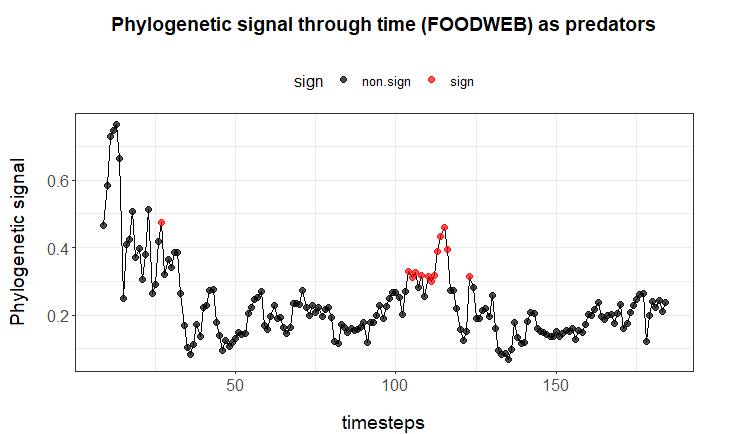 Phylogenetic signal through time (FOODWEB) as predators
sign non.sign sign
Phylogenetic signal
0.6
0.4
0.2
50 100 150
timesteps